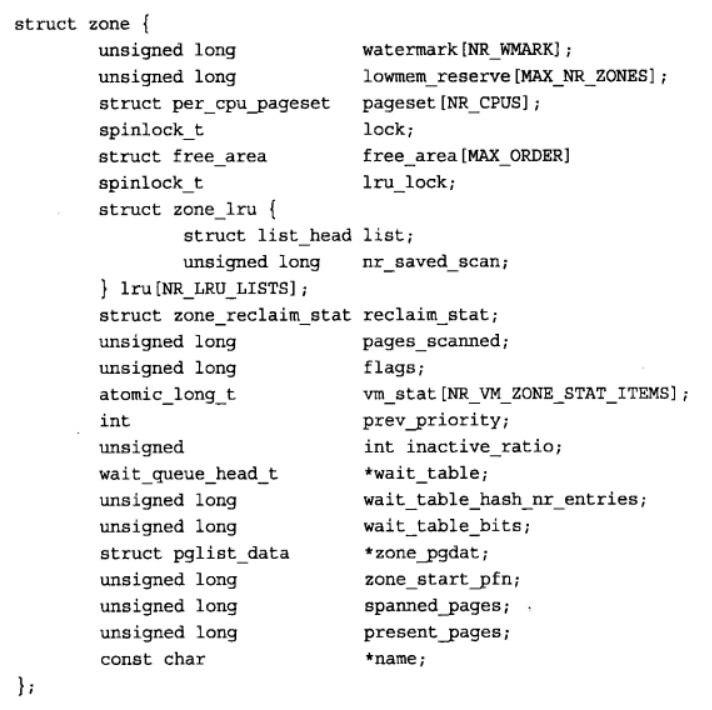 struct zone {
unsigned long watermark[NR_WMARK];
unsigned long lowmem_reserve[MAX_NR_ZONES];
struct per_cpu_pageset pageset[NR_CPUS];
spinlock_t lock;
struct free_area free_area[MAX_ORDER]
spinlock_t lru_lock;
struct zone_lru {
struct list_head list;
unsigned long nr_saved_scan;
} lru[NR_LRU_LISTS];
struct zone_reclaim_stat reclaim_stat;
unsigned long pages_scanned;
unsigned long flags;
atomic_long_t vm_stat[NR_VM_ZONE_STAT_ITEMS];
int prev_priority;
unsigned int inactive_ratio;
wait_queue_head_t *wait_table;
unsigned long wait_table_hash_nr_entries;
unsigned long wait_table_bits;
struct pglist_data *zone_pgdat;
unsigned long zone_start_pfn;
unsigned long spanned_pages;
unsigned long present_pages;
const char *name;
};